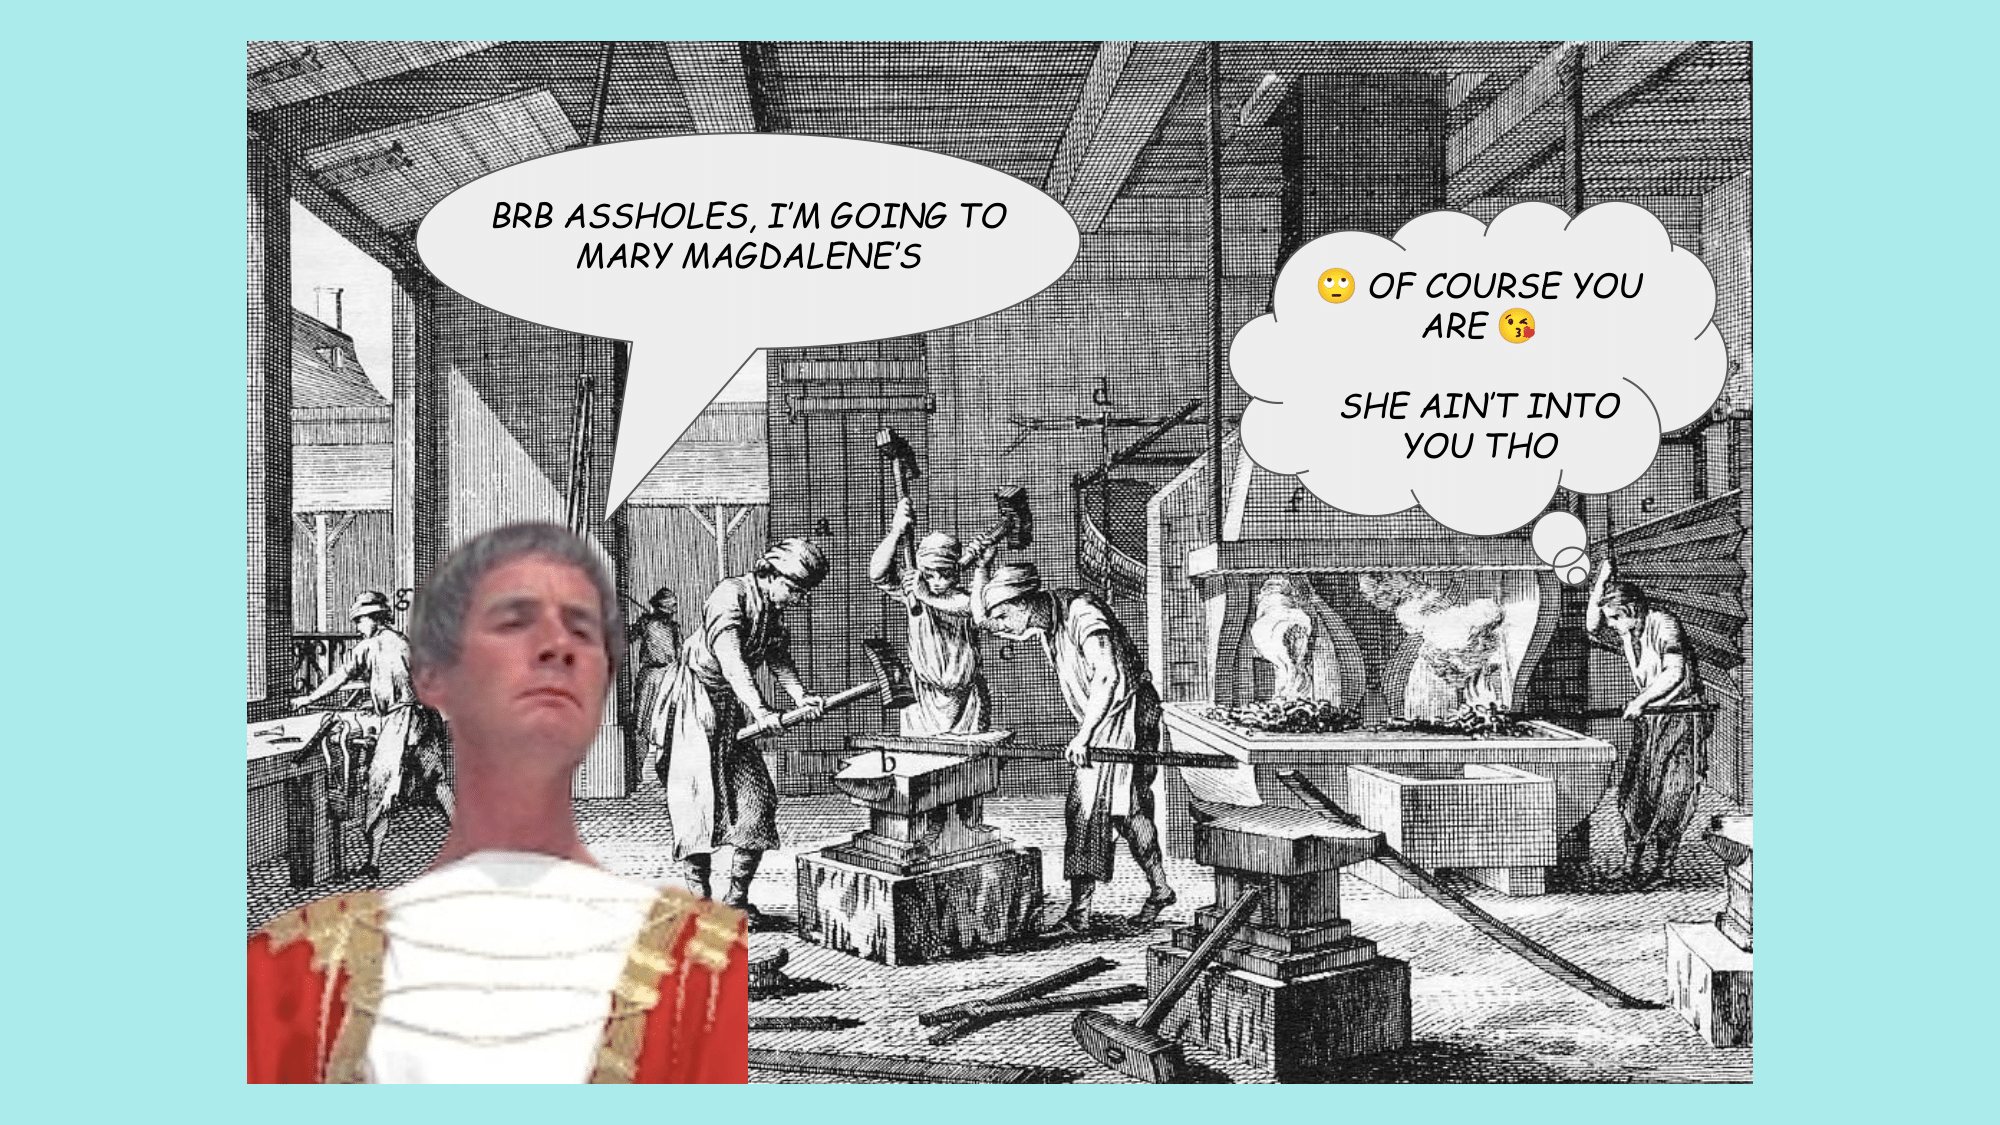 BRB ASSHOLES, I'M GOING TO
MARY MAGDALENE'S
🙄 OF COURSE YOU
ARE 😘
SHE AIN'T INTO
YOU THO
d
a
f
e
g
c
b